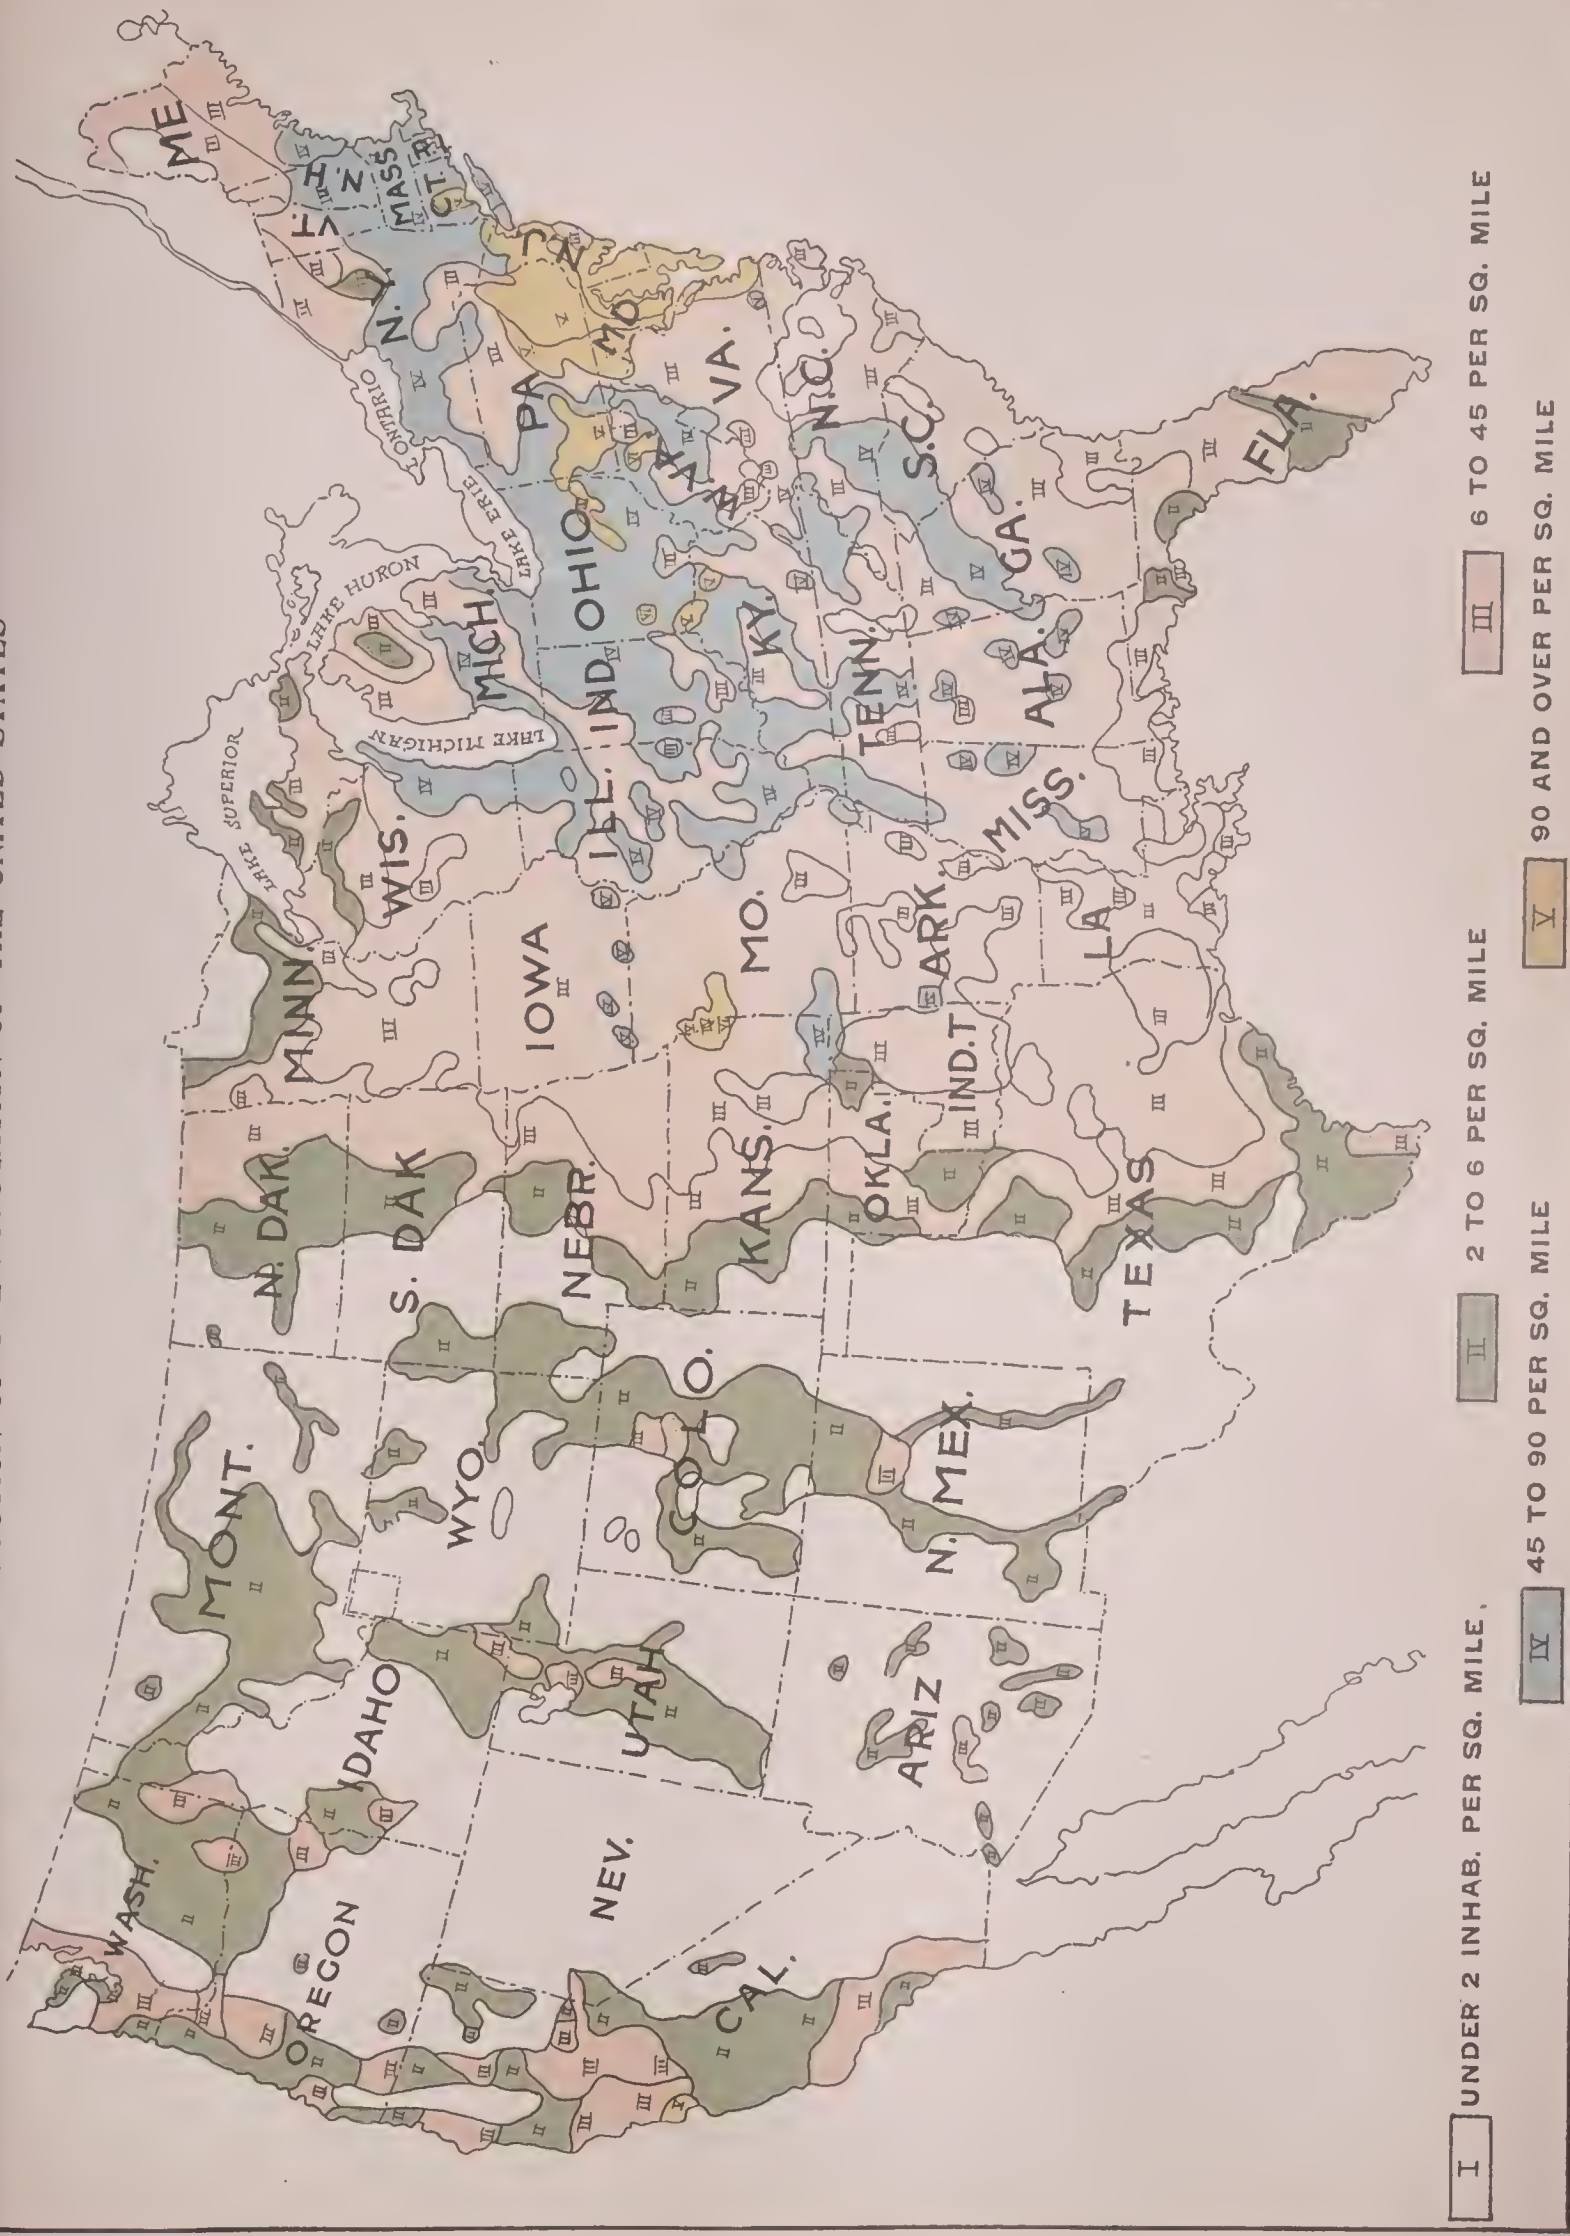 WASH.
MONT.
N. DAK.
MINN.
LAKE SUPERIOR
WIS.
LAKE MICHIGAN
MICH.
LAKE HURON
LAKE ERIE
L. ONTARIO
ME
VT.
N.H.
MASS
CT.
R.I.
N.Y.
OREGON
IDAHO
WYO.
S. DAK
IOWA
NEBR.
ILL.
IND
OHIO
PA
N.J.
MD
NEV.
UTAH
COLO.
KANS.
MO.
KY.
W. VA.
VA.
CAL.
ARIZ
N. MEX.
OKLA.
IND.T.
ARK.
TENN.
N.C.
S.C.
TEXAS
LA
MISS.
ALA.
GA.
FLA.
I UNDER 2 INHAB. PER SQ. MILE.
II 2 TO 6 PER SQ. MILE
III 6 TO 45 PER SQ. MILE
IV 45 TO 90 PER SQ. MILE
V 90 AND OVER PER SQ. MILE